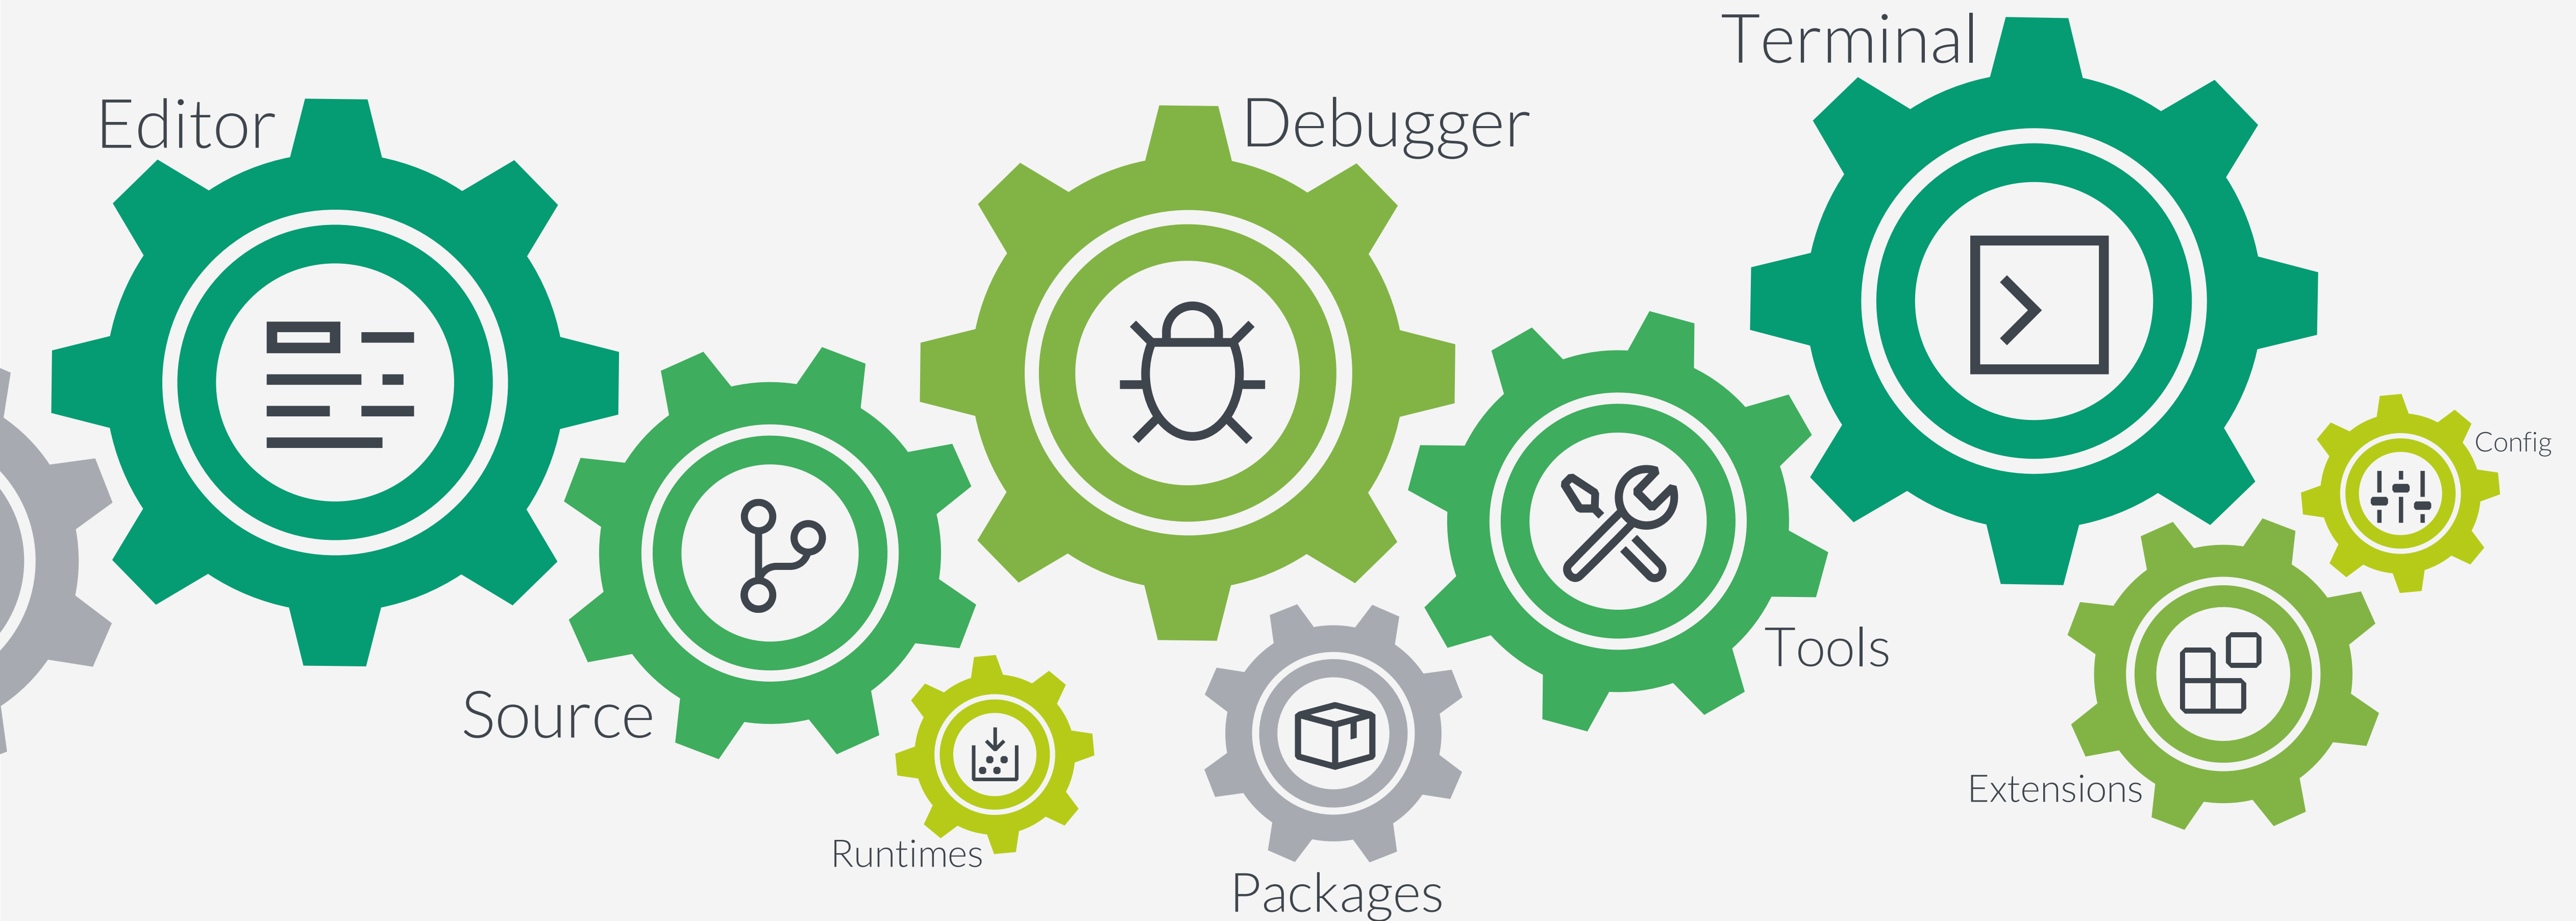 Editor
Source
Runtimes
Debugger
Packages
Tools
Terminal
Extensions
Config